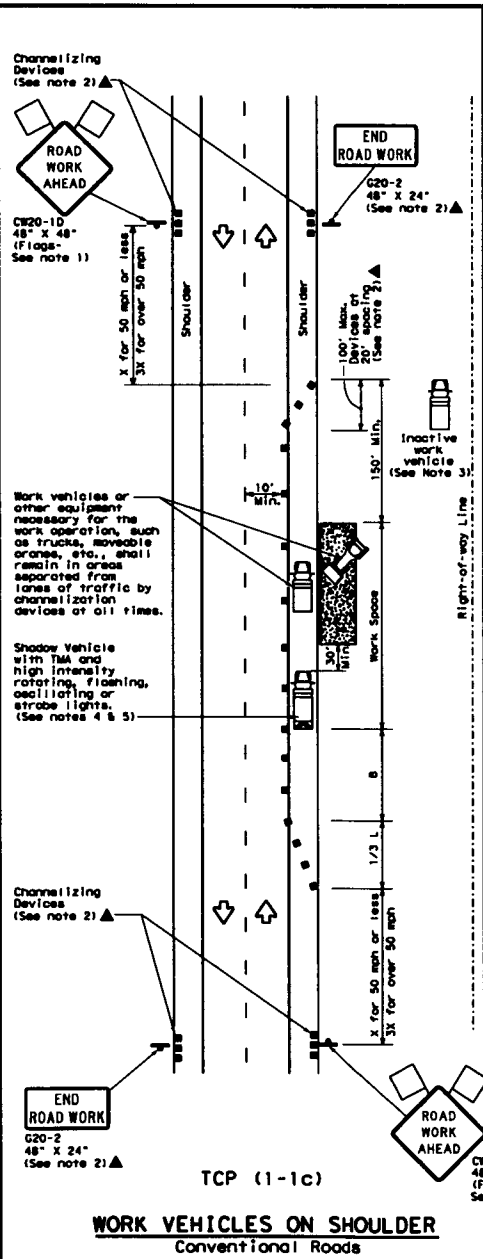 Channelizing
Devices
(See note 2)▲
ROAD
WORK
AHEAD
CW20-1D
48" X 48"
(Flags-
See note 1)
X for 50 mph or less
3X for over 50 mph
Shoulder
Shoulder
END
ROAD WORK
G20-2
48" X 24"
(See note 2)▲
100' Max.
Devices at
20' spacing
(See note 2)▲
150' Min.
Inactive
work
vehicle
(See Note 3)
Right-of-way Line
10'
Min.
Work vehicles or
other equipment
necessary for the
work operation, such
as trucks, moveable
cranes, etc., shall
remain in areas
separated from
lanes of traffic by
channelization
devices at all times.
Work Space
30'
Min.
Shadow Vehicle
with TMA and
high intensity
rotating, flashing,
oscillating or
strobe lights.
(See notes 4 & 5)
B
1/3 L
Channelizing
Devices
(See note 2)▲
X for 50 mph or less
3X for over 50 mph
END
ROAD WORK
G20-2
48" X 24"
(See note 2)▲
ROAD
WORK
AHEAD
TCP (1-1c)
WORK VEHICLES ON SHOULDER
Conventional Roads